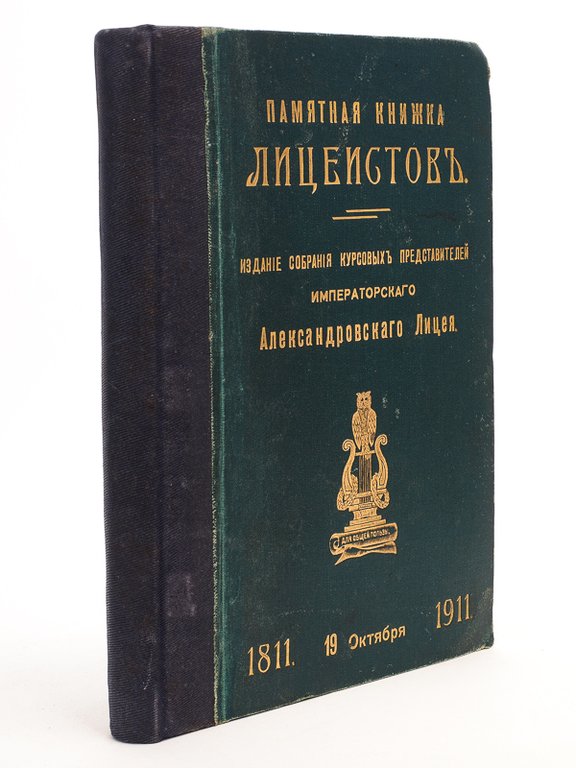 ПАМЯТНАЯ КНИЖКА
ЛИЦЕИСТОВЪ.
ИЗДАНІЕ СОБРАНІЯ КУРСОВЫХЪ ПРЕДСТАВИТЕЛЕЙ
ИМПЕРАТОРСКАГО
Александровскаго Лицея.
ДЛЯ ОБЩЕЙ ПОЛЬЗЫ.
1811. 19 Октября 1911.